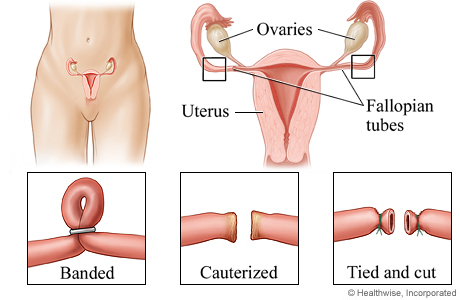 Ovaries
Uterus
Fallopian
tubes
Banded
Cauterized
Tied and cut
© Healthwise, Incorporated